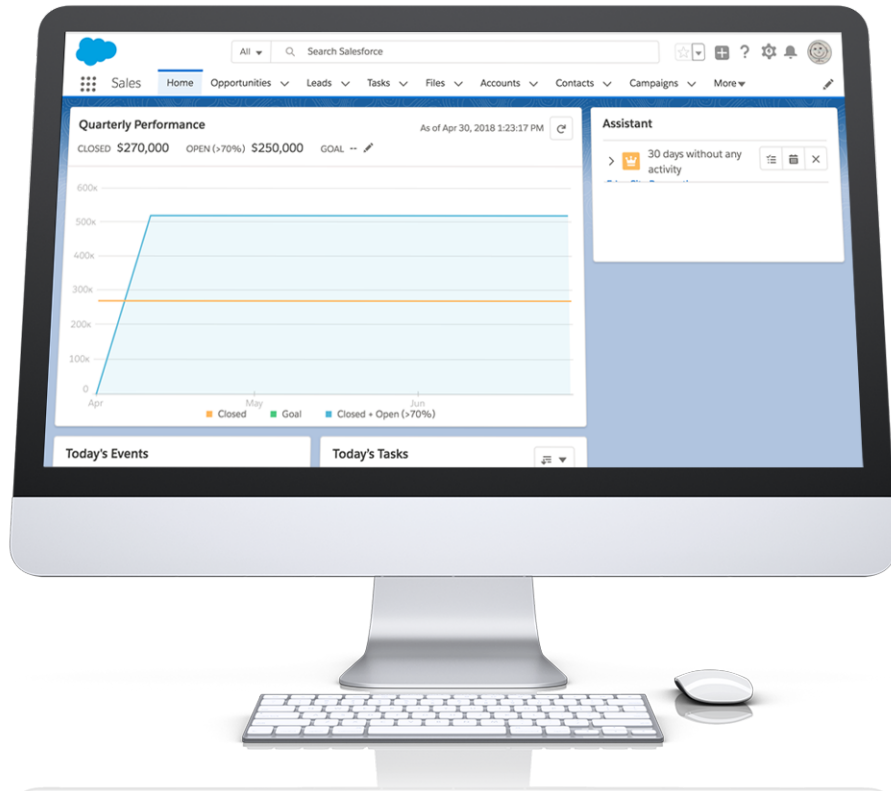 All
Search Salesforce
Sales Home Opportunities Leads Tasks Files Accounts Contacts Campaigns More
Quarterly Performance
As of Apr 30, 2018 1:23:17 PM
CLOSED $270,000 OPEN (>70%) $250,000 GOAL --
600K
500K
400K
300K
200K
100K
0
Apr May Jun
Closed Goal Closed + Open (>70%)
Assistant
30 days without any
activity
Today's Events
Today's Tasks